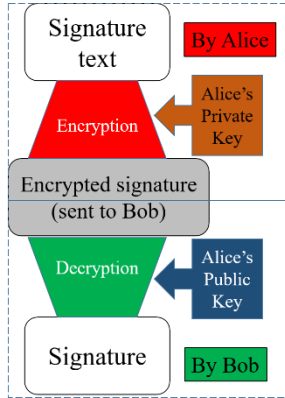 Signature
text
By Alice
Encryption
Alice's
Private
Key
Encrypted signature
(sent to Bob)
Decryption
Alice's
Public
Key
Signature
By Bob